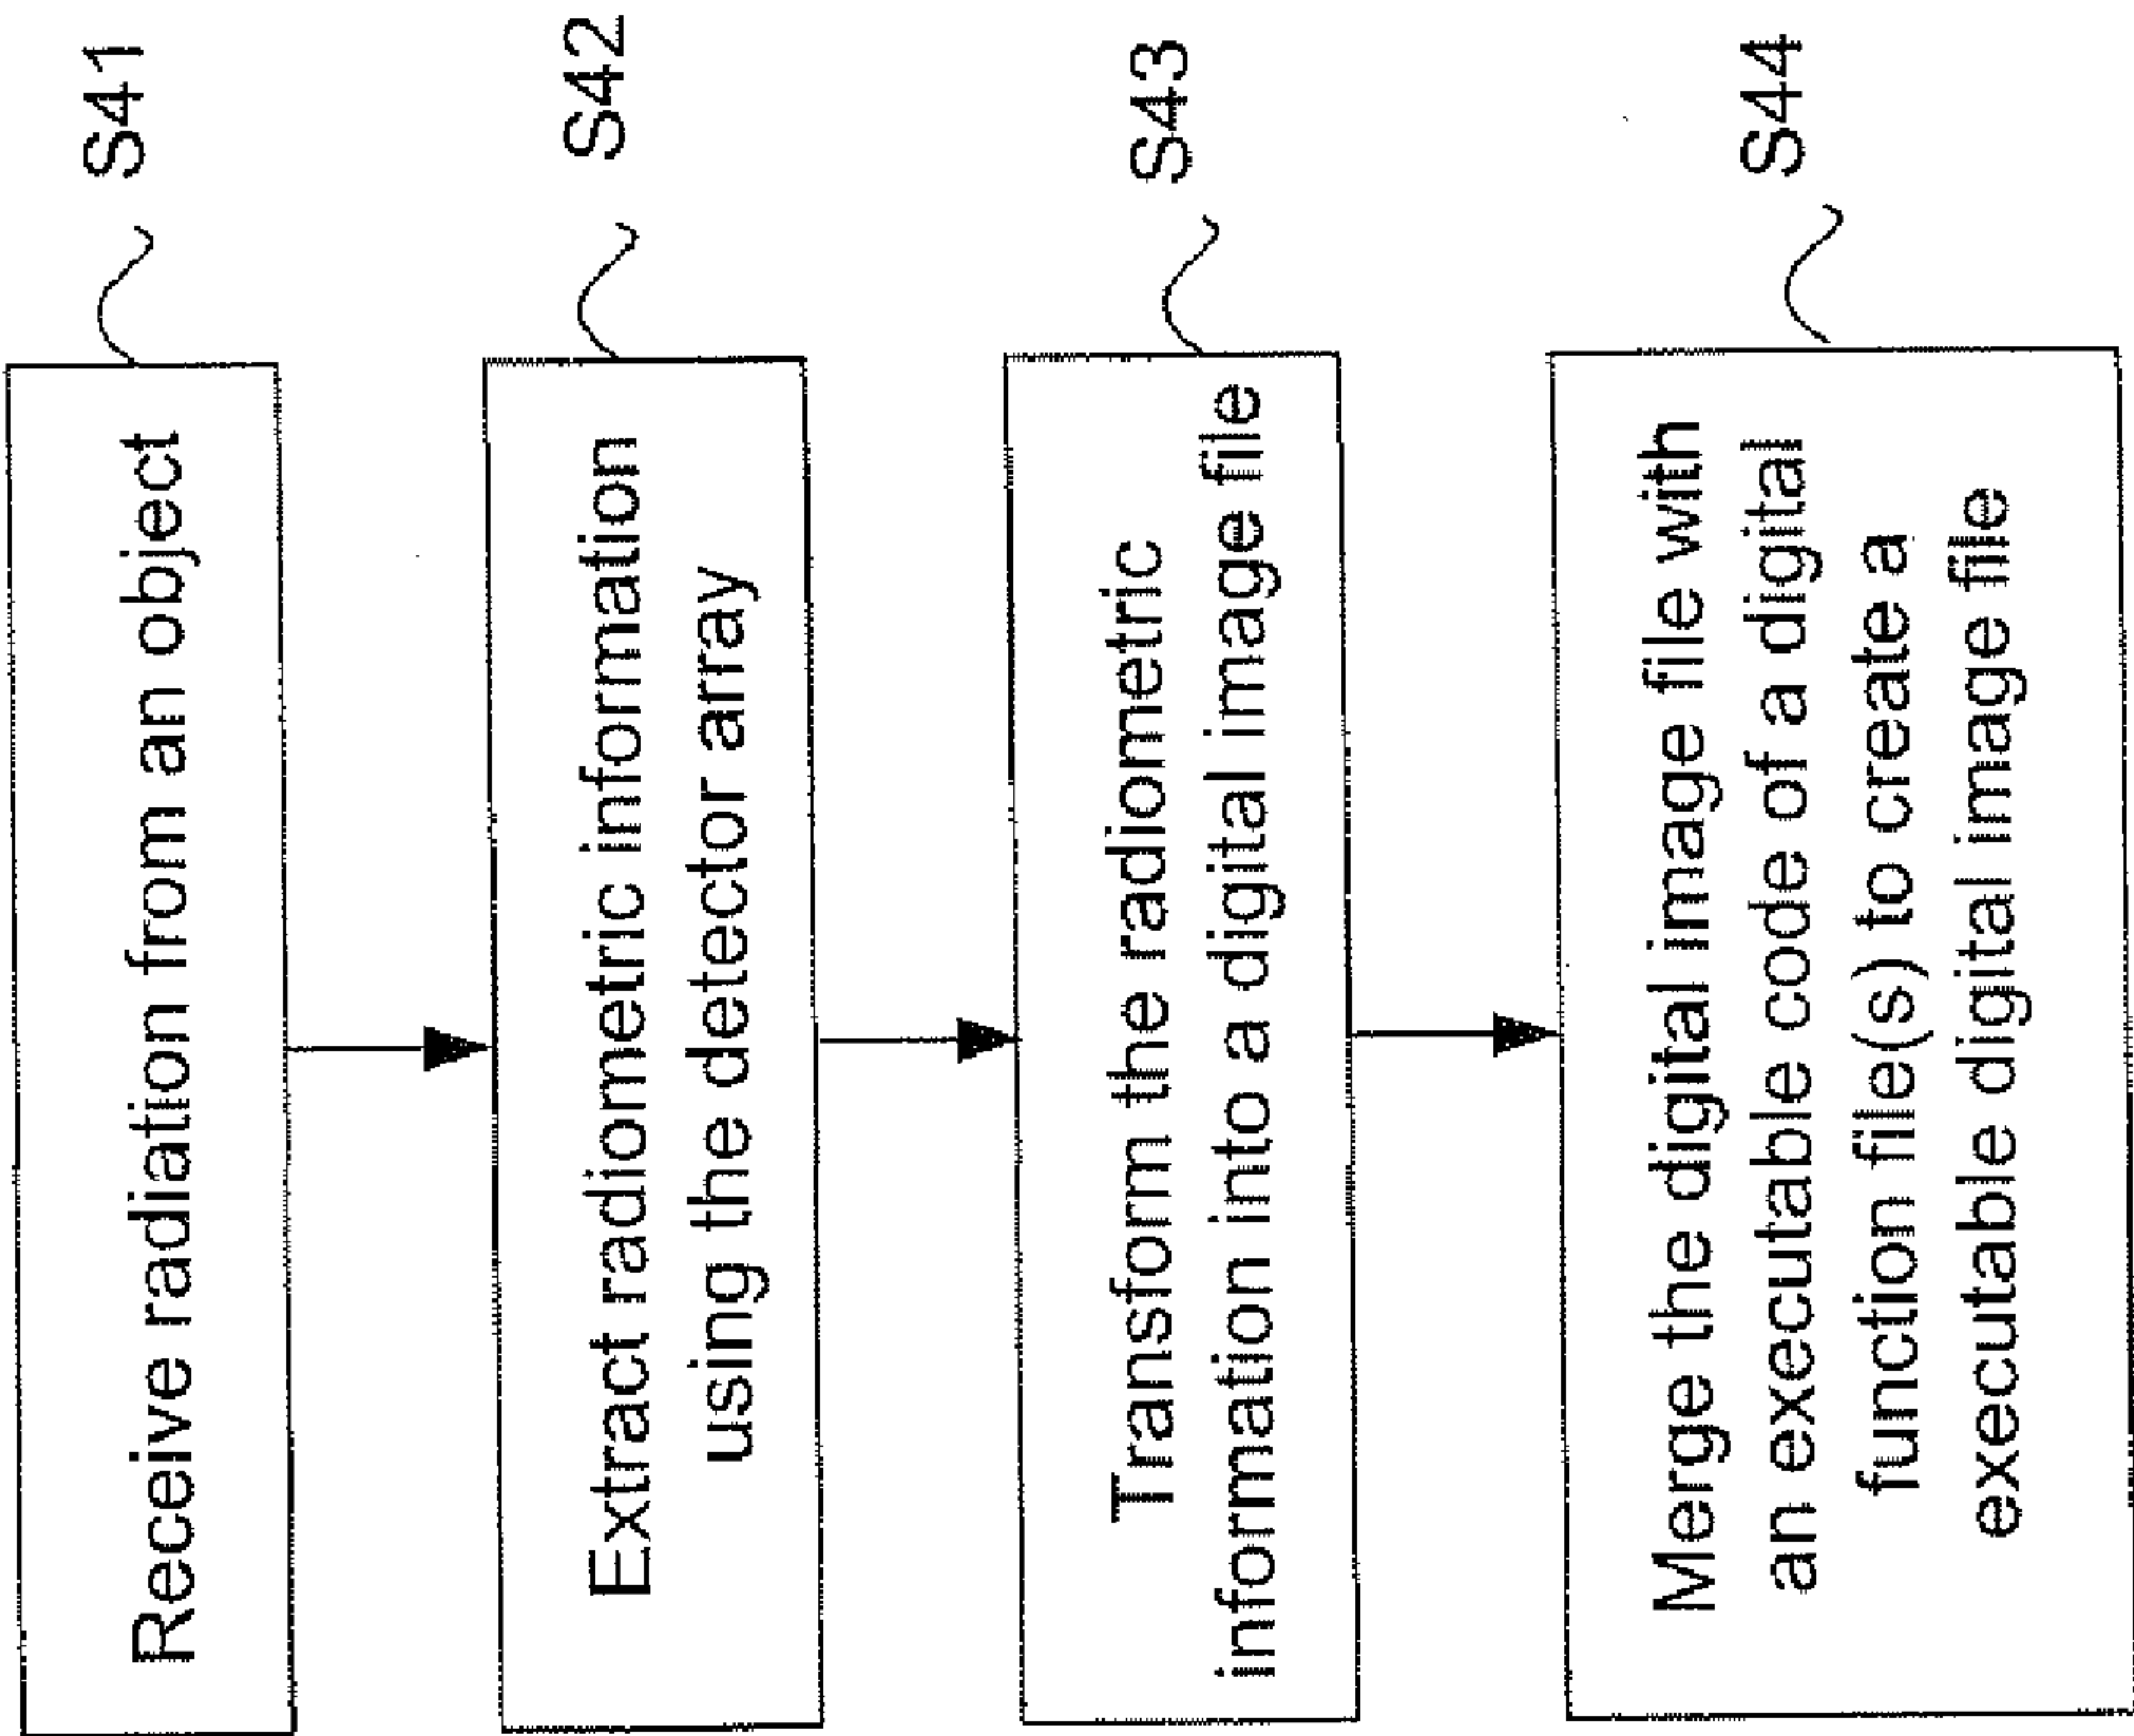 Receive radiation from an object
S41
Extract radiometric information
using the detector array
S42
Transform the radiometric
information into a digital image file
S43
Merge the digital image file with
an executable code of a digital
function file(s) to create a
executable digital image file
S44